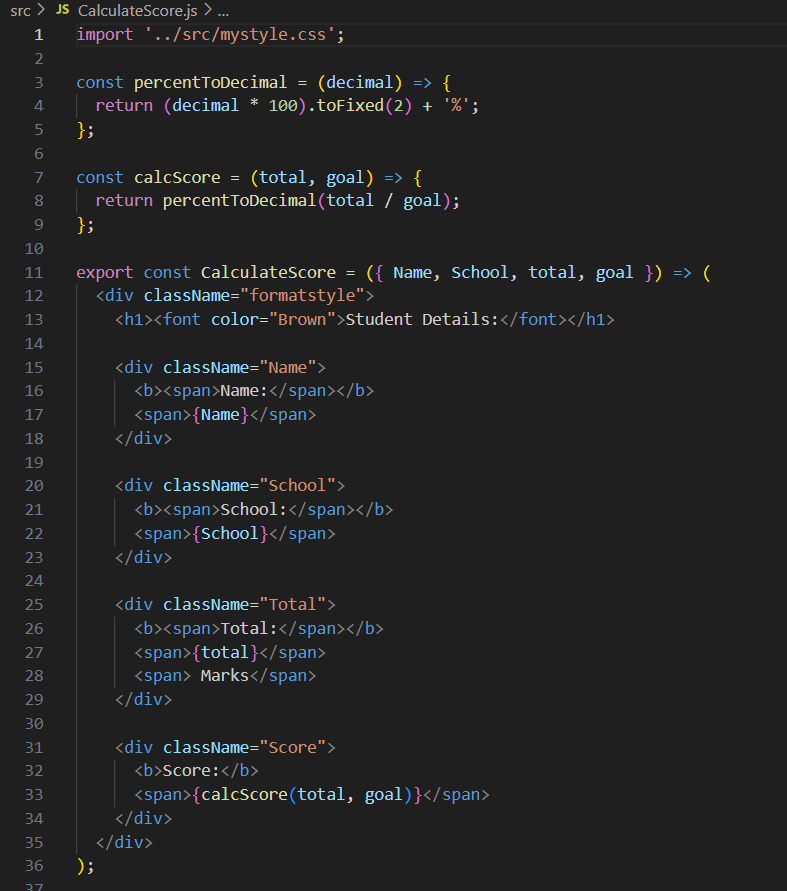 src > JS CalculateScore.js > ...
1 import '../src/mystyle.css';
2
3 const percentToDecimal = (decimal) => {
4   return (decimal * 100).toFixed(2) + '%';
5 };
6
7 const calcScore = (total, goal) => {
8   return percentToDecimal(total / goal);
9 };
10
11 export const CalculateScore = ({ Name, School, total, goal }) => (
12   <div className="formatstyle">
13     <h1><font color="Brown">Student Details:</font></h1>
14
15     <div className="Name">
16       <b><span>Name:</span></b>
17       <span>{Name}</span>
18     </div>
19
20     <div className="School">
21       <b><span>School:</span></b>
22       <span>{School}</span>
23     </div>
24
25     <div className="Total">
26       <b><span>Total:</span></b>
27       <span>{total}</span>
28       <span> Marks</span>
29     </div>
30
31     <div className="Score">
32       <b>Score:</b>
33       <span>{calcScore(total, goal)}</span>
34     </div>
35   </div>
36 );
37